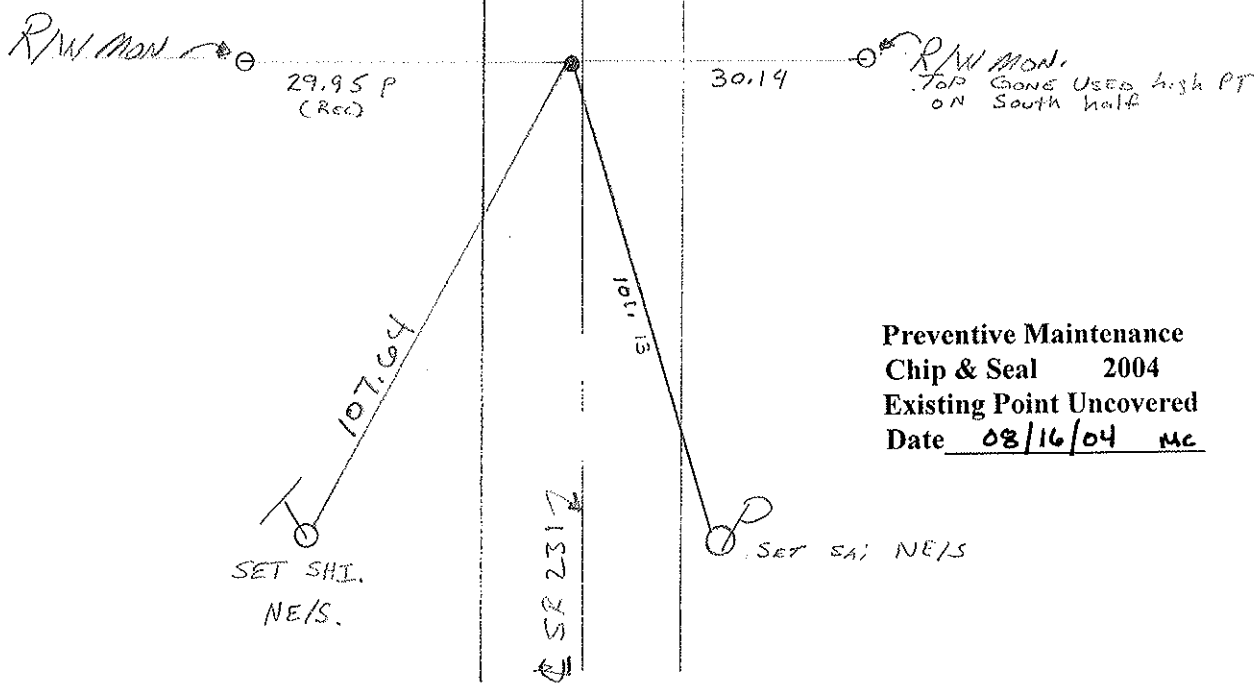 R/W MON
29.95 P
(Rec)
30.14
R/W MON.
TOP GONE USED high PT
ON South half
107.64
101.13
Preventive Maintenance
Chip & Seal 2004
Existing Point Uncovered
Date 08/16/04 MC
SET SHI.
NE/S.
℄ SR 231
SET SAI NE/S